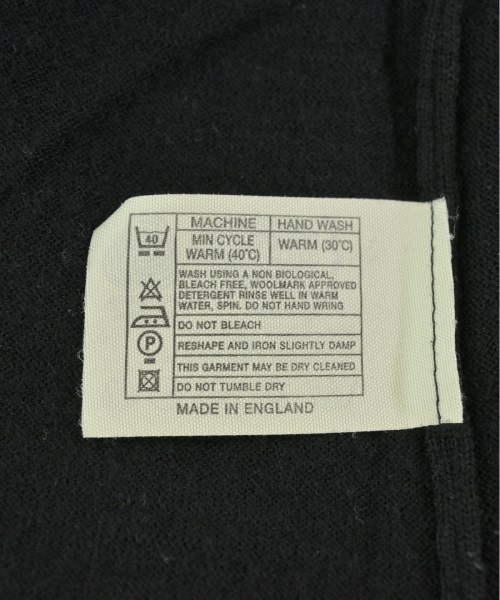 40
MACHINE HAND WASH
MIN CYCLE
WARM (40°C)
WARM (30°C)
WASH USING A NON BIOLOGICAL,
BLEACH FREE, WOOLMARK APPROVED
DETERGENT RINSE WELL IN WARM
WATER, SPIN. DO NOT HAND WRING
DO NOT BLEACH
RESHAPE AND IRON SLIGHTLY DAMP
P
THIS GARMENT MAY BE DRY CLEANED
DO NOT TUMBLE DRY
MADE IN ENGLAND